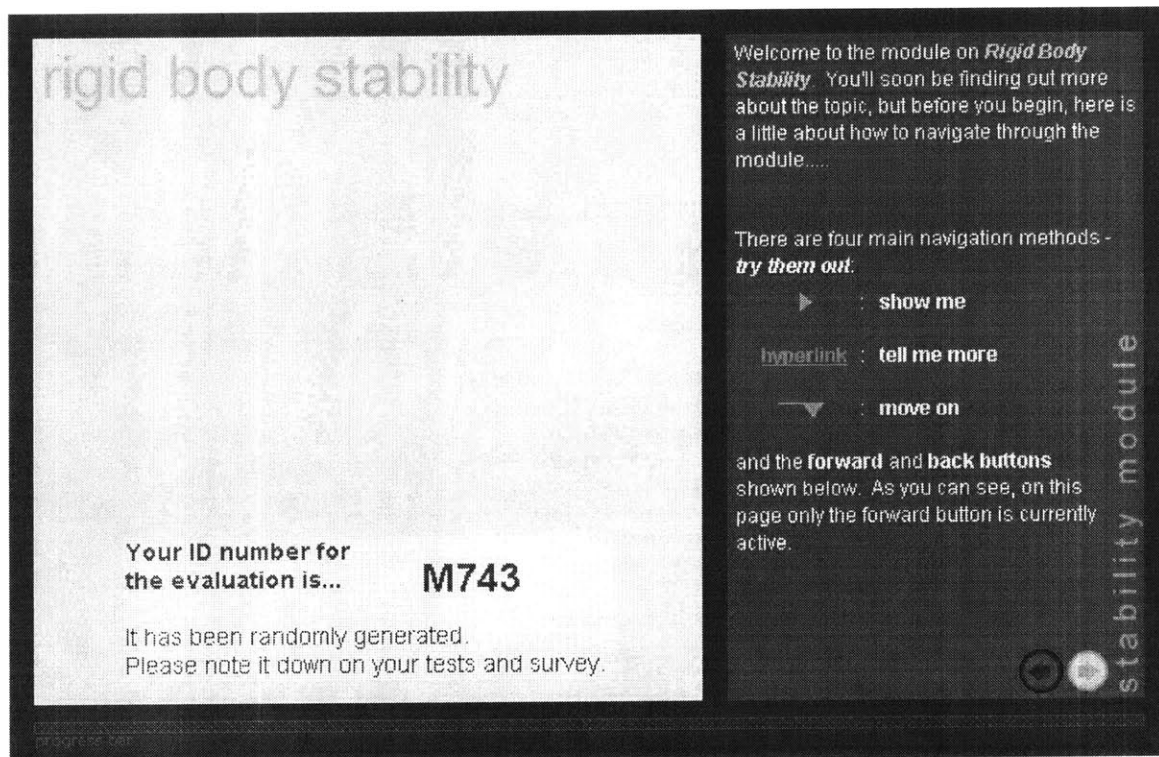 rigid body stability
Your ID number for
the evaluation is...
M743
It has been randomly generated.
Please note it down on your tests and survey.
Welcome to the module on Rigid Body
Stability. You'll soon be finding out more
about the topic, but before you begin, here is
a little about how to navigate through the
module.....
There are four main navigation methods -
try them out:
: show me
hyperlink : tell me more
: move on
and the forward and back buttons
shown below. As you can see, on this
page only the forward button is currently
active.
stability module
progress bar